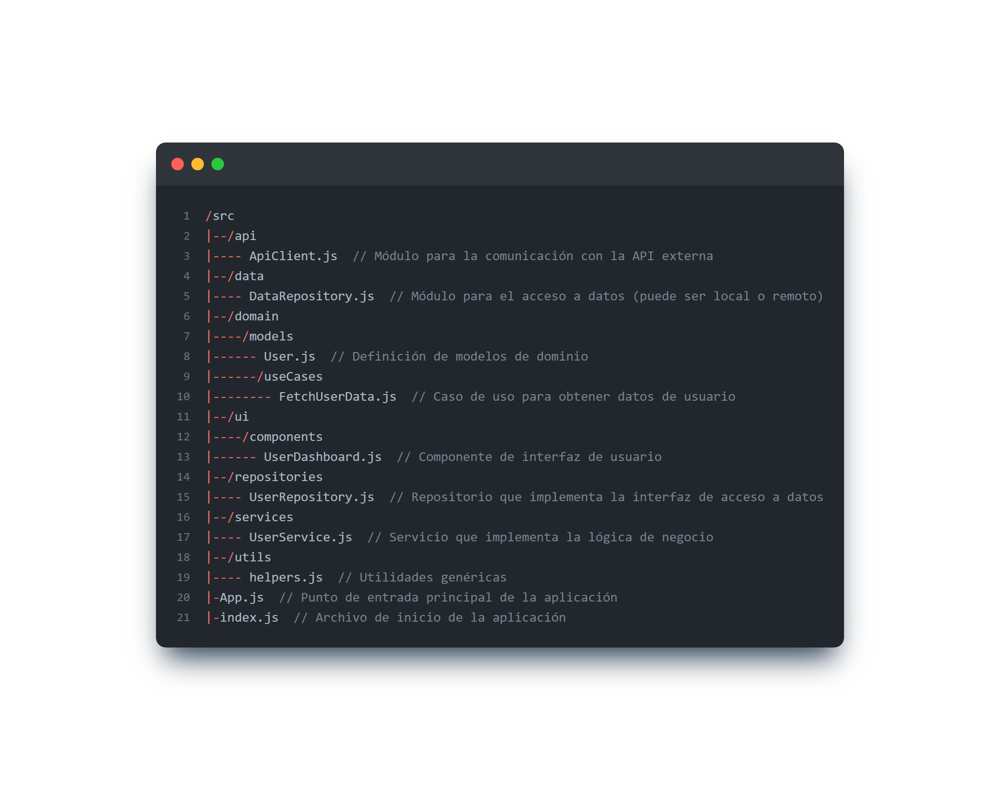 1 /src
2 |--/api
3 |---- ApiClient.js  // Módulo para la comunicación con la API externa
4 |--/data
5 |---- DataRepository.js  // Módulo para el acceso a datos (puede ser local o remoto)
6 |--/domain
7 |----/models
8 |------ User.js  // Definición de modelos de dominio
9 |------/useCases
10 |-------- FetchUserData.js  // Caso de uso para obtener datos de usuario
11 |--/ui
12 |----/components
13 |------ UserDashboard.js  // Componente de interfaz de usuario
14 |--/repositories
15 |---- UserRepository.js  // Repositorio que implementa la interfaz de acceso a datos
16 |--/services
17 |---- UserService.js  // Servicio que implementa la lógica de negocio
18 |--/utils
19 |---- helpers.js  // Utilidades genéricas
20 |-App.js  // Punto de entrada principal de la aplicación
21 |-index.js  // Archivo de inicio de la aplicación